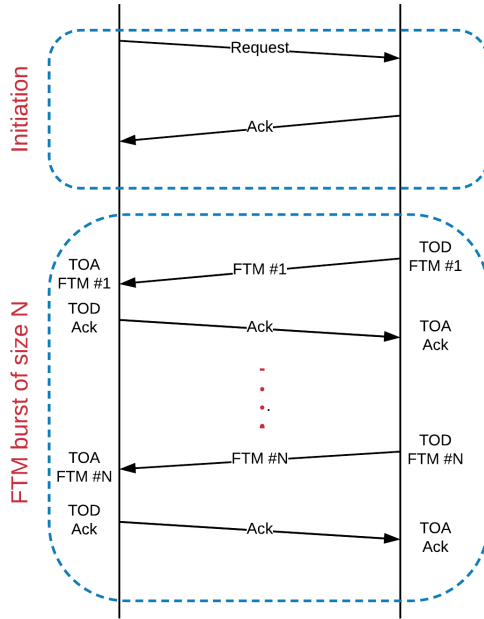 Initiation
Request
Ack
FTM burst of size N
TOD
FTM #1
TOA
FTM #1
FTM #1
TOD
Ack
Ack
TOA
Ack
TOD
FTM #N
TOA
FTM #N
FTM #N
TOD
Ack
Ack
TOA
Ack